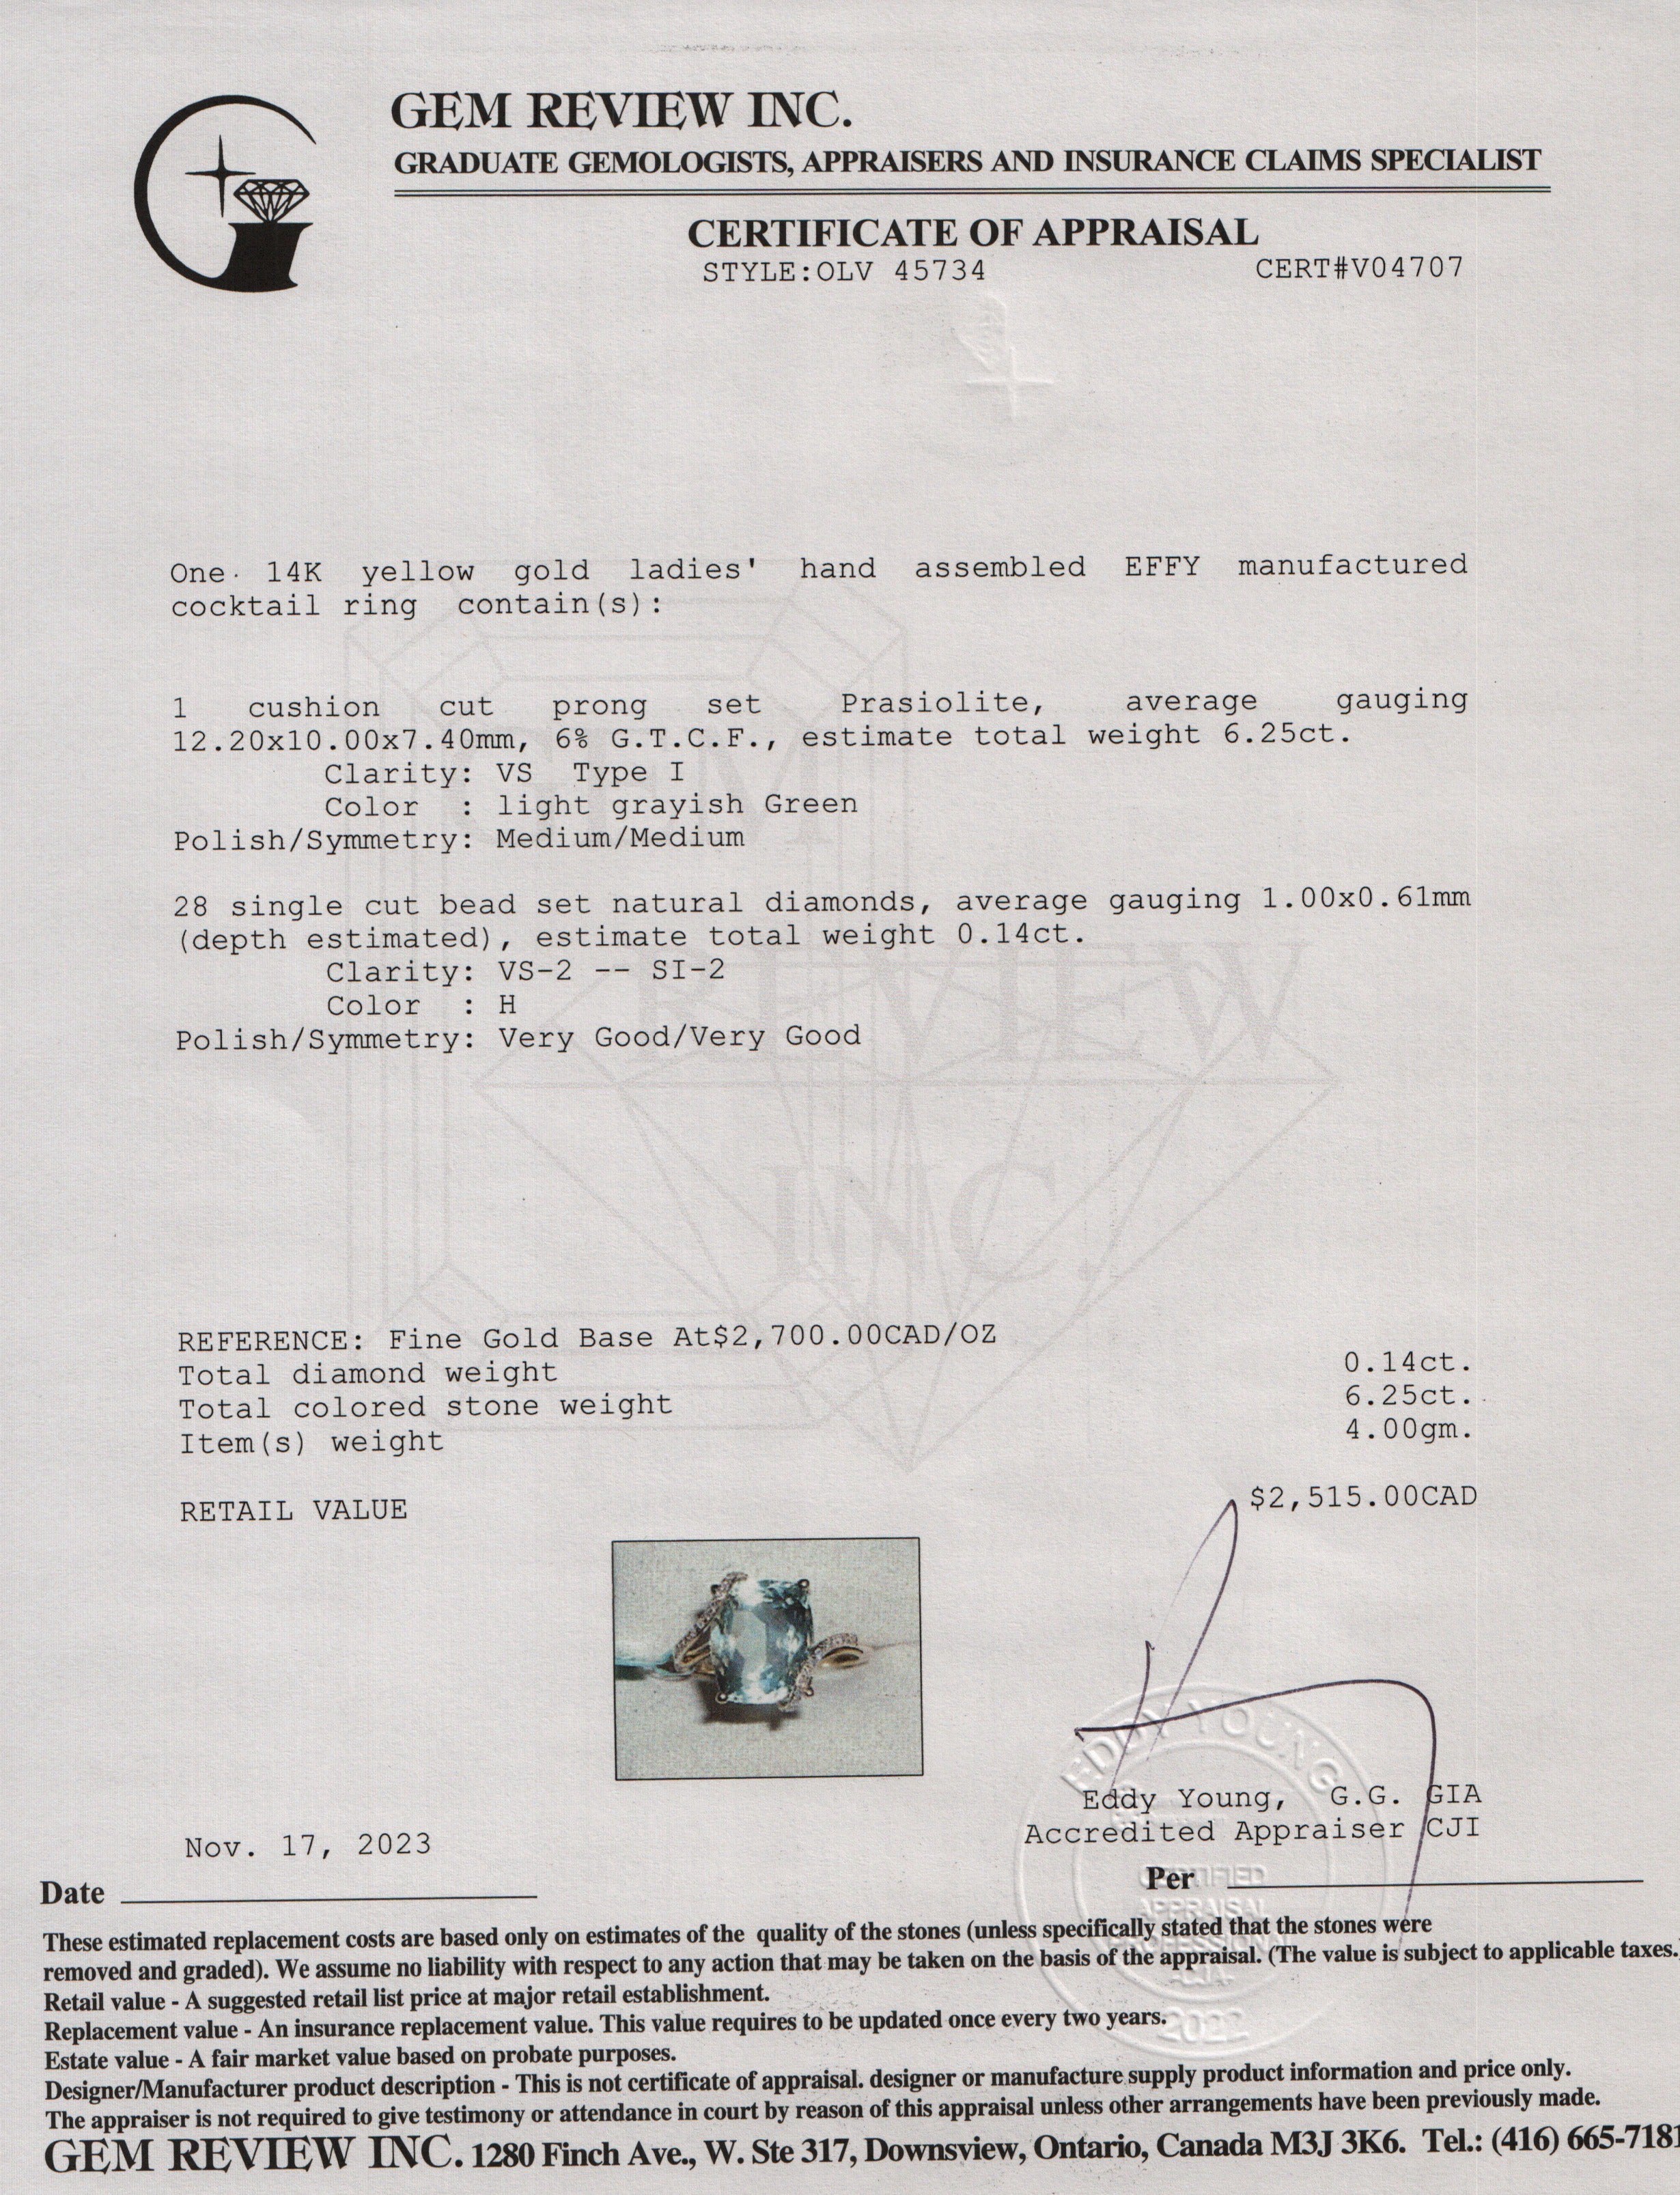 GEM REVIEW INC.
GRADUATE GEMOLOGISTS, APPRAISERS AND INSURANCE CLAIMS SPECIALIST
CERTIFICATE OF APPRAISAL
STYLE:OLV 45734 CERT#V04707
One 14K yellow gold ladies' hand assembled EFFY manufactured
cocktail ring contain(s):
1 cushion cut prong set Prasiolite, average gauging
12.20x10.00x7.40mm, 6% G.T.C.F., estimate total weight 6.25ct.
Clarity: VS Type I
Color : light grayish Green
Polish/Symmetry: Medium/Medium
28 single cut bead set natural diamonds, average gauging 1.00x0.61mm
(depth estimated), estimate total weight 0.14ct.
Clarity: VS-2 -- SI-2
Color : H
Polish/Symmetry: Very Good/Very Good
GEM
REVIEW
INC.
REFERENCE: Fine Gold Base At$2,700.00CAD/OZ
Total diamond weight 0.14ct.
Total colored stone weight 6.25ct.
Item(s) weight 4.00gm.
RETAIL VALUE $2,515.00CAD
EDDY YOUNG
Eddy Young, G.G. GIA
Accredited Appraiser CJI
Nov. 17, 2023
Date
Per
CERTIFIED
APPRAISAL
2022
These estimated replacement costs are based only on estimates of the quality of the stones (unless specifically stated that the stones were
removed and graded). We assume no liability with respect to any action that may be taken on the basis of the appraisal. (The value is subject to applicable taxes.)
Retail value - A suggested retail list price at major retail establishment.
Replacement value - An insurance replacement value. This value requires to be updated once every two years.
Estate value - A fair market value based on probate purposes.
Designer/Manufacturer product description - This is not certificate of appraisal. designer or manufacture supply product information and price only.
The appraiser is not required to give testimony or attendance in court by reason of this appraisal unless other arrangements have been previously made.
GEM REVIEW INC. 1280 Finch Ave., W. Ste 317, Downsview, Ontario, Canada M3J 3K6. Tel.: (416) 665-7181